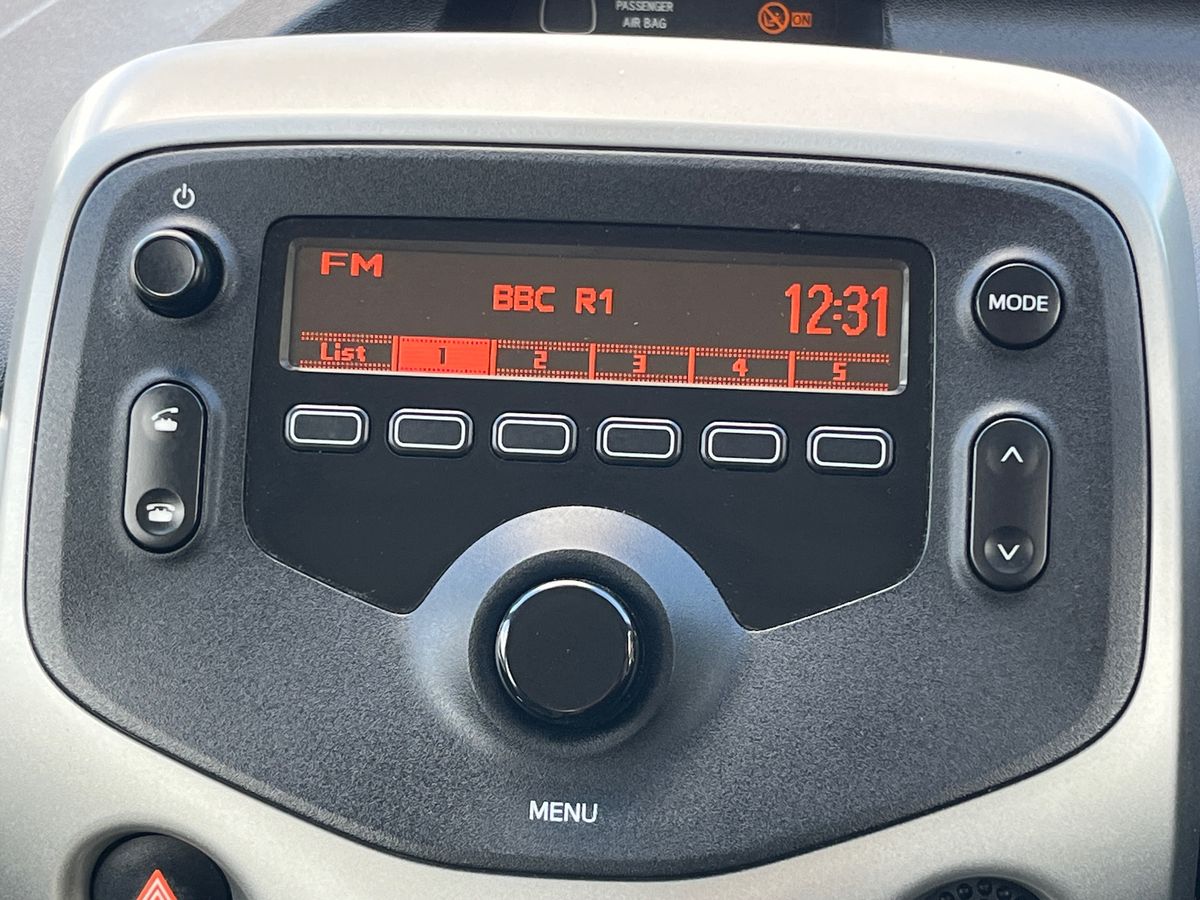 PASSENGER
AIR BAG
ON
FM
BBC R1
12:31
List 1 2 3 4 5
MODE
MENU